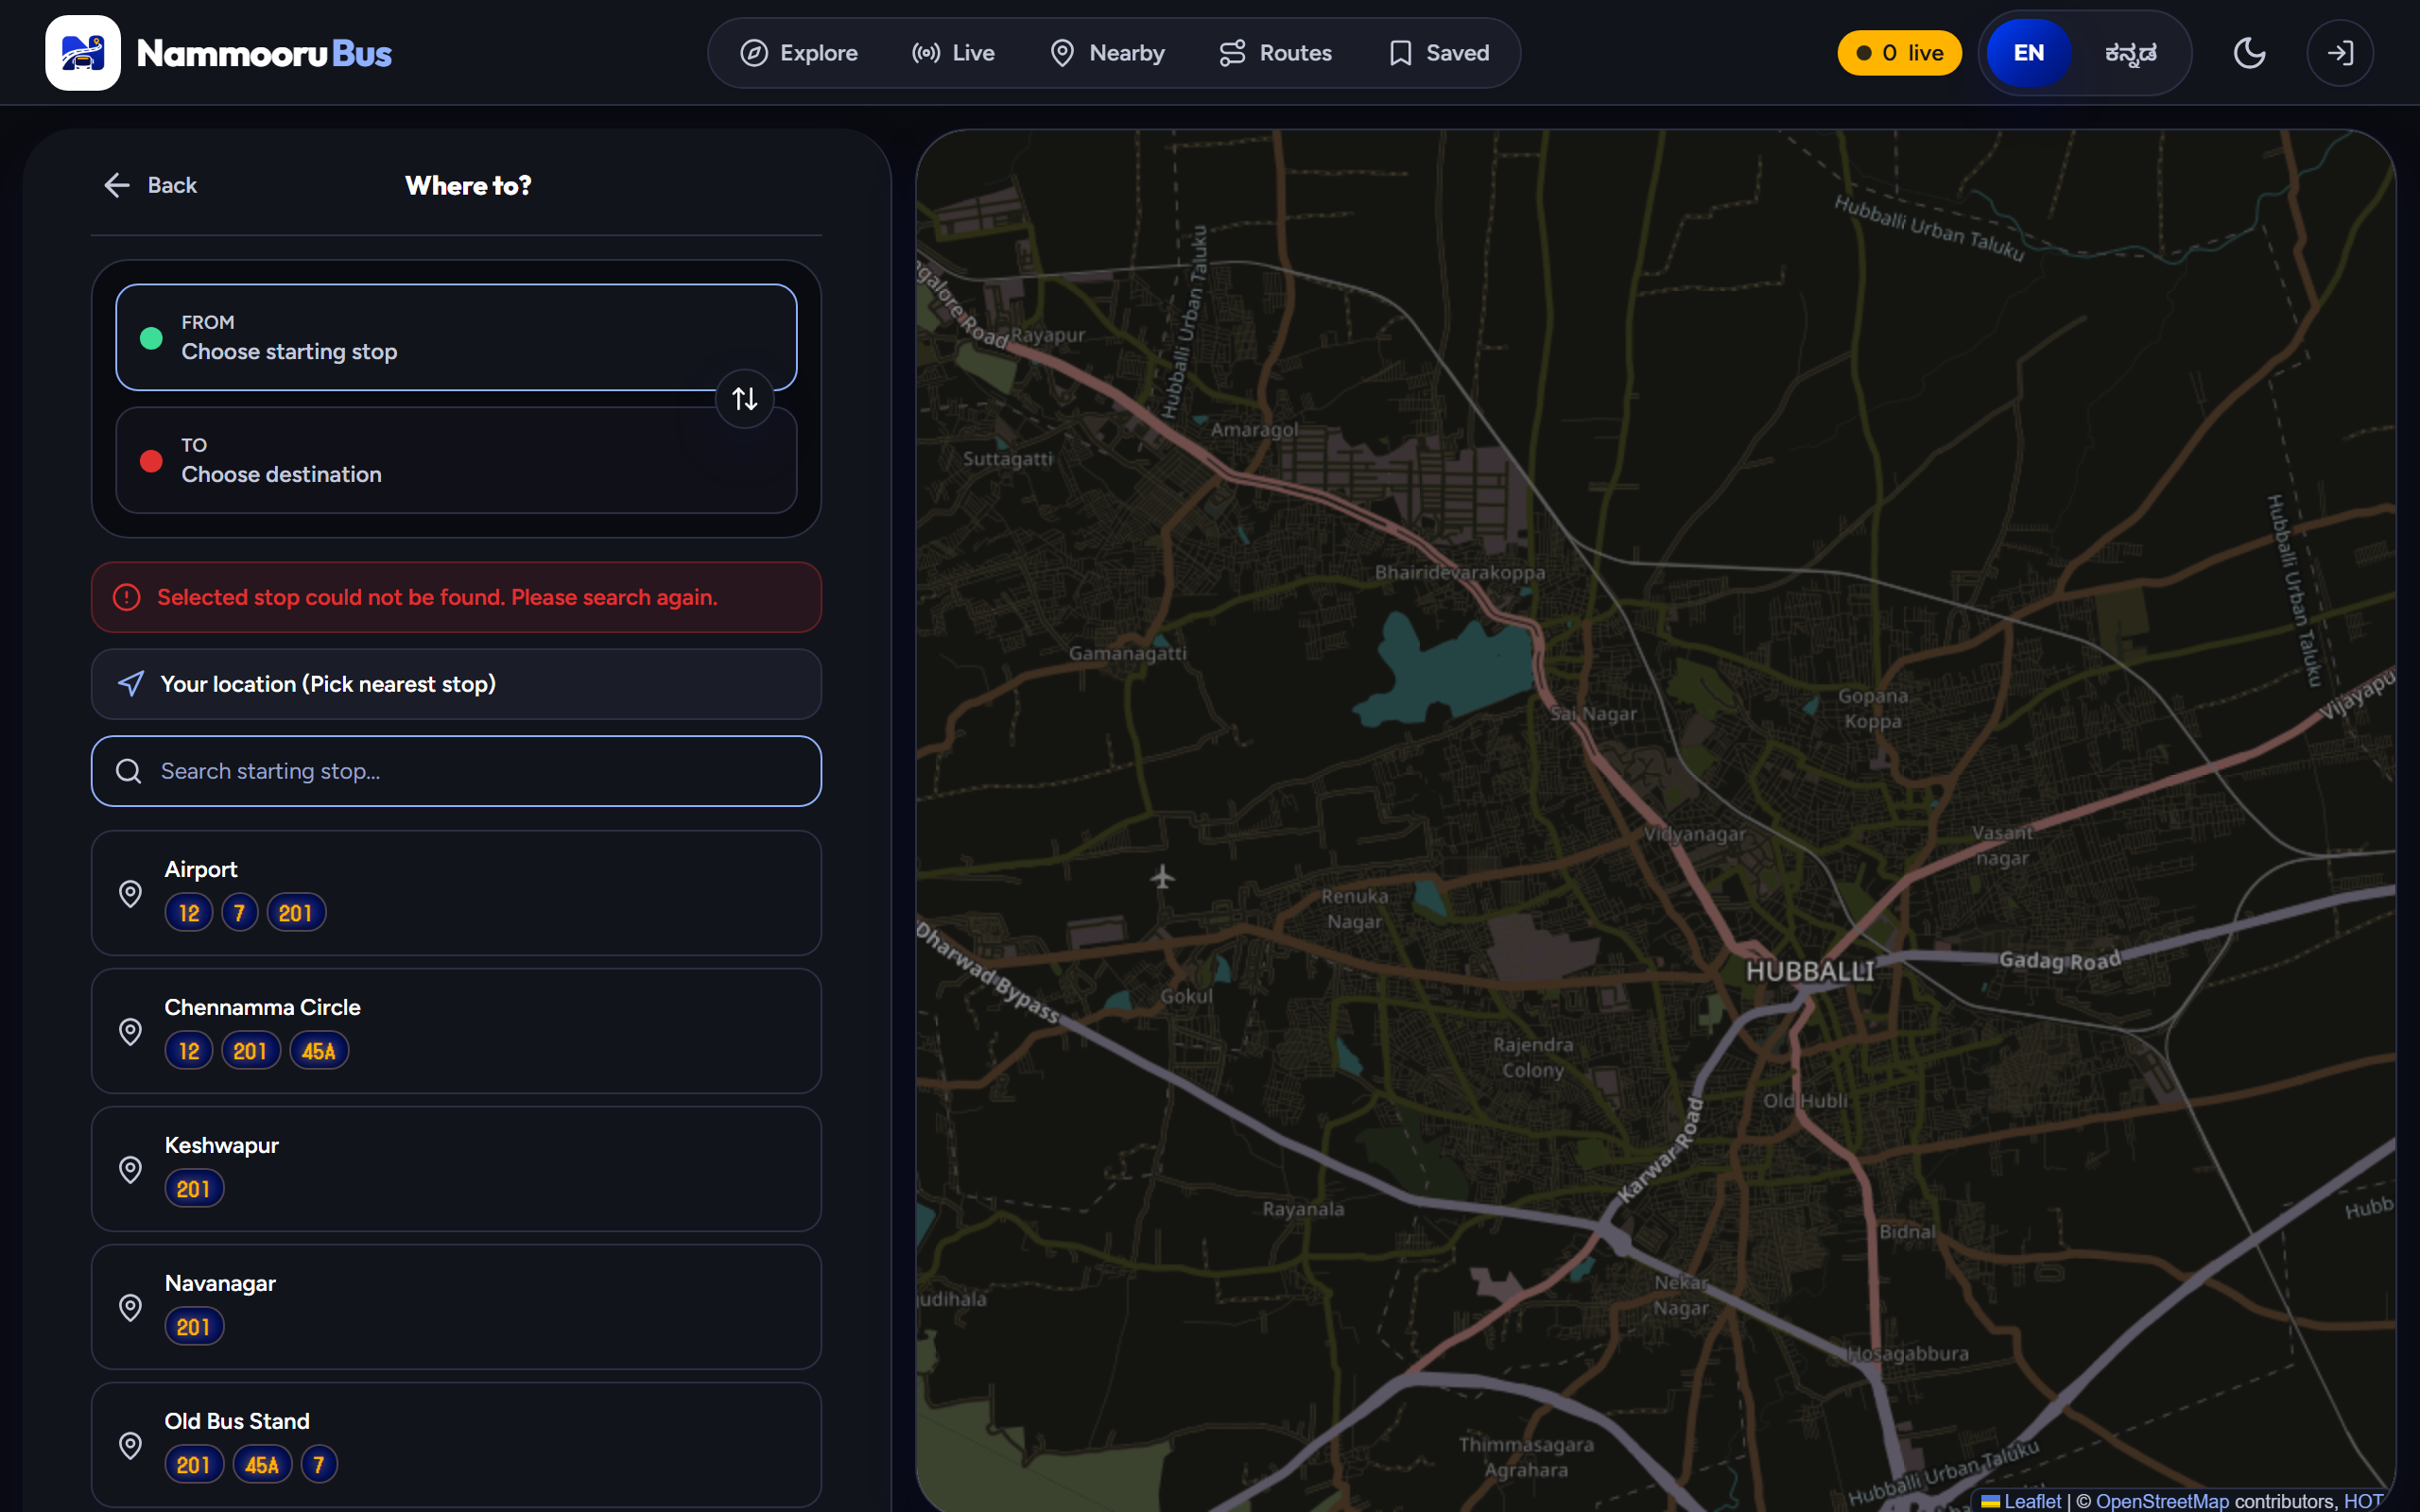 Nammooru Bus
Explore
Live
Nearby
Routes
Saved
0 live
EN
ಕನ್ನಡ
Back
Where to?
FROM
Choose starting stop
TO
Choose destination
Selected stop could not be found. Please search again.
Your location (Pick nearest stop)
Search starting stop...
Airport
12 7 201
Chennamma Circle
12 201 45A
Keshwapur
201
Navanagar
201
Old Bus Stand
201 45A 7
Hubballi Urban Taluku
Hubballi Urban Taluku
galore Road
Rayapur
Amaragol
Suttagatti
Hubballi Urban Taluku
Bhairidevarakoppa
Gamanagatti
Sai Nagar
Gopana
Koppa
Vijayapu
Vidyanagar
Vasant
nagar
Renuka
Nagar
Dharwad Bypass
HUBBALLI
Gadag Road
Gokul
Rajendra
Colony
Old Hubli
Karwar Road
Rayanala
Hubb
Bidnal
Nekar
Nagar
udihala
Hosagabbura
Thimmasagara
Agrahara
Hubballi Urban Taluku
Leaflet | © OpenStreetMap contributors, HOT